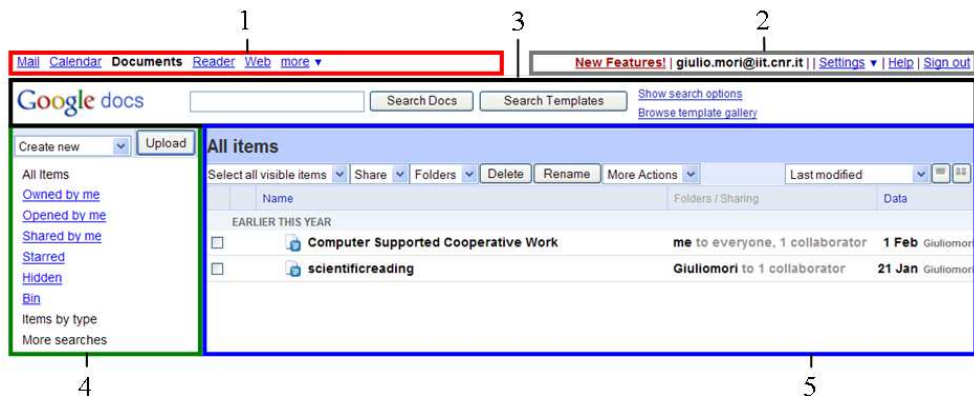 1 3 2
Mail Calendar Documents Reader Web more ▼
New Features! | giulio.mori@iit.cnr.it | | Settings ▼ | Help | Sign out
Google docs
Search Docs Search Templates
Show search options
Browse template gallery
Create new Upload
All Items
Owned by me
Opened by me
Shared by me
Starred
Hidden
Bin
Items by type
More searches
All items
Select all visible items Share Folders Delete Rename More Actions Last modified
Name Folders / Sharing Data
EARLIER THIS YEAR
Computer Supported Cooperative Work me to everyone, 1 collaborator 1 Feb Giuliomori
scientificreading Giuliomori to 1 collaborator 21 Jan Giuliomori
4 5